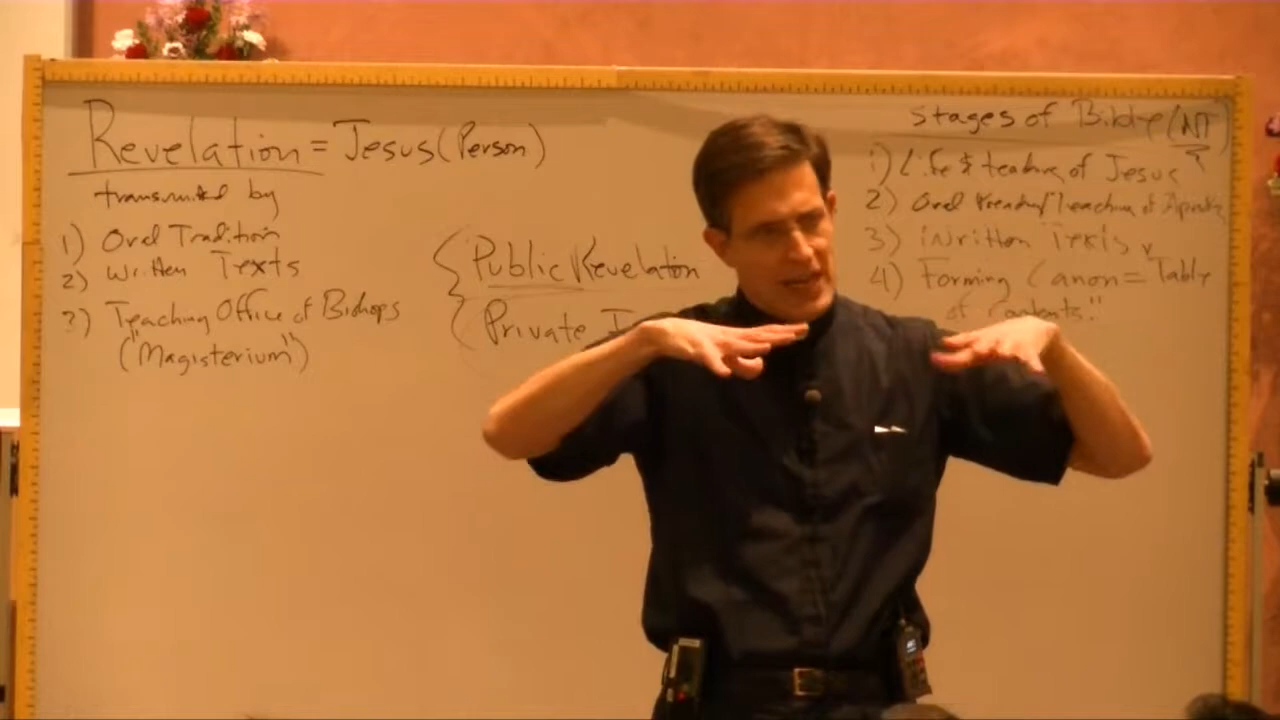 Revelation = Jesus (Person)
transmitted by
1) Oral Tradition
2) Written Texts
3) Teaching Office of Bishops
("Magisterium")
{ Public Revelation
Private
Stages of Bible (NT)
1) Life & teaching of Jesus
2) Oral Preaching/Teaching of Apostles
3) Written Texts
4) Forming Canon = "Table
of Contents"